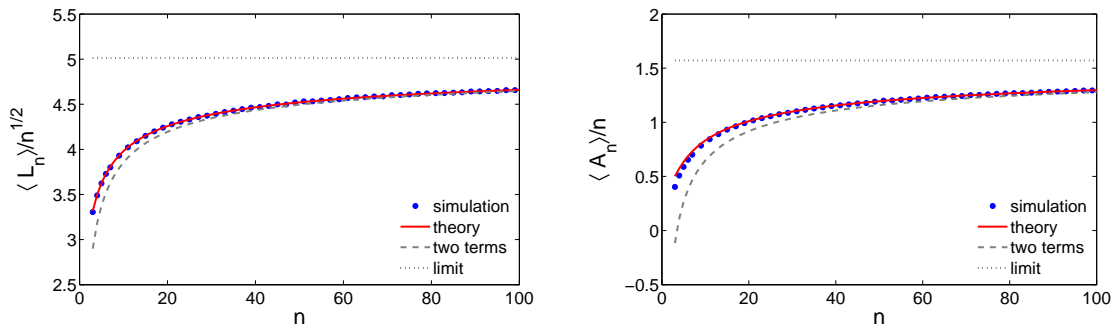 5.5
5
4.5
4
3.5
3
2.5
⟨ L_n⟩/n^{1/2}
0 20 40 60 80 100
n
simulation
theory
two terms
limit
2
1.5
1
0.5
0
−0.5
⟨ A_n⟩/n
0 20 40 60 80 100
n
simulation
theory
two terms
limit